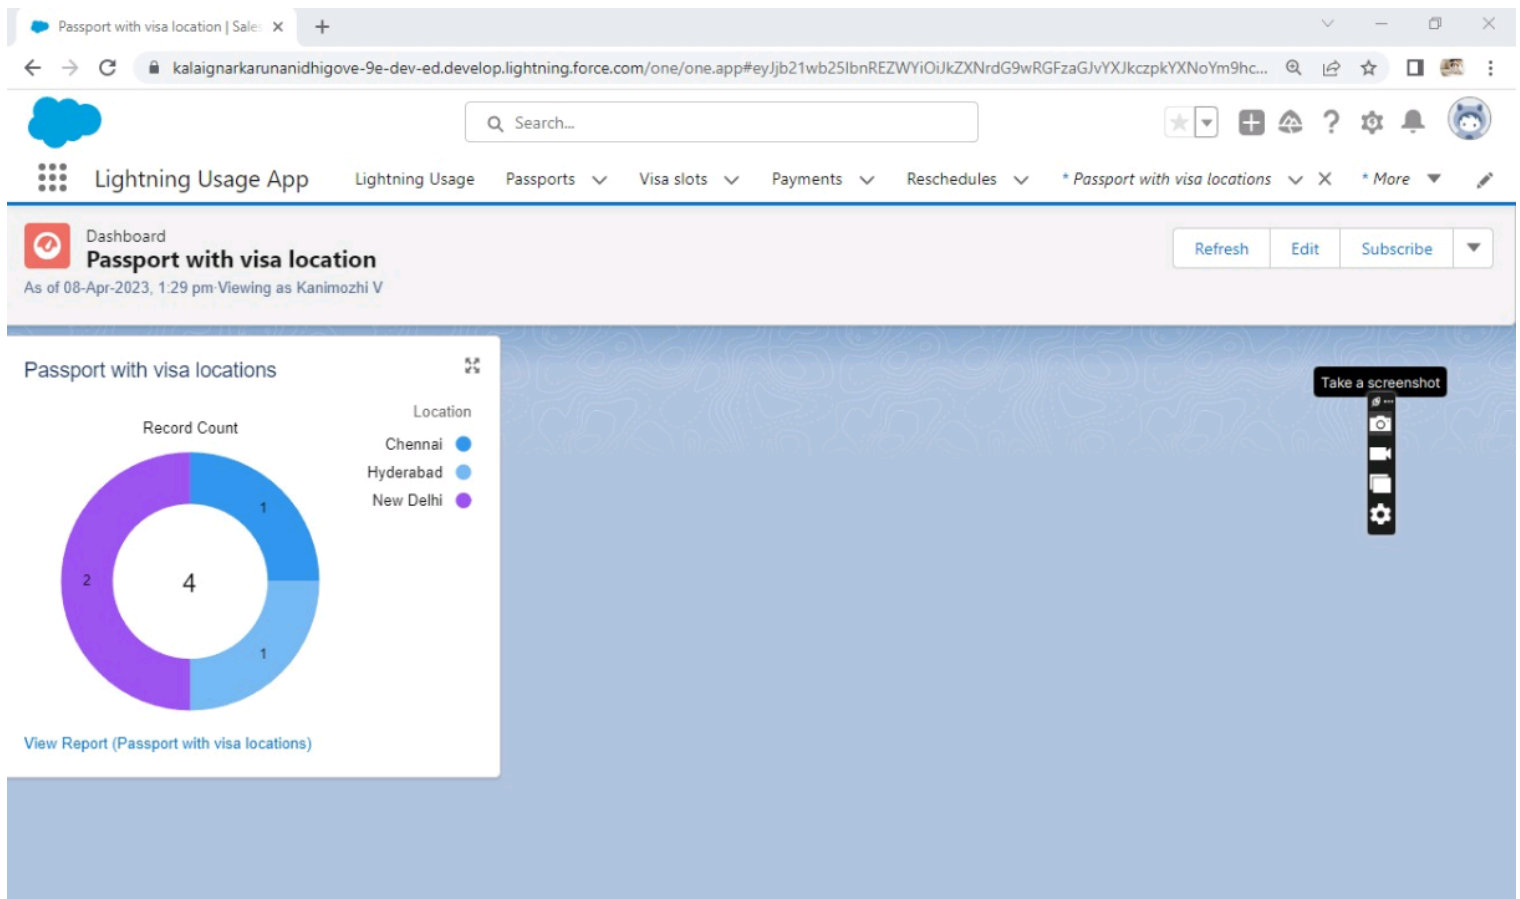 Passport with visa location | Sale
kalaignarkarunanidhigove-9e-dev-ed.develop.lightning.force.com/one/one.app#eyJjb21wb25lbnREZWYiOiJkZXNrdG9wRGFzaGJvYXJkczpkYXNoYm9hc...
Search...
Lightning Usage App Lightning Usage Passports Visa slots Payments Reschedules * Passport with visa locations * More
Dashboard
Passport with visa location
As of 08-Apr-2023, 1:29 pm·Viewing as Kanimozhi V
Refresh Edit Subscribe
Passport with visa locations
Take a screenshot
Record Count
Location
Chennai
Hyderabad
New Delhi
1
2
4
1
View Report (Passport with visa locations)